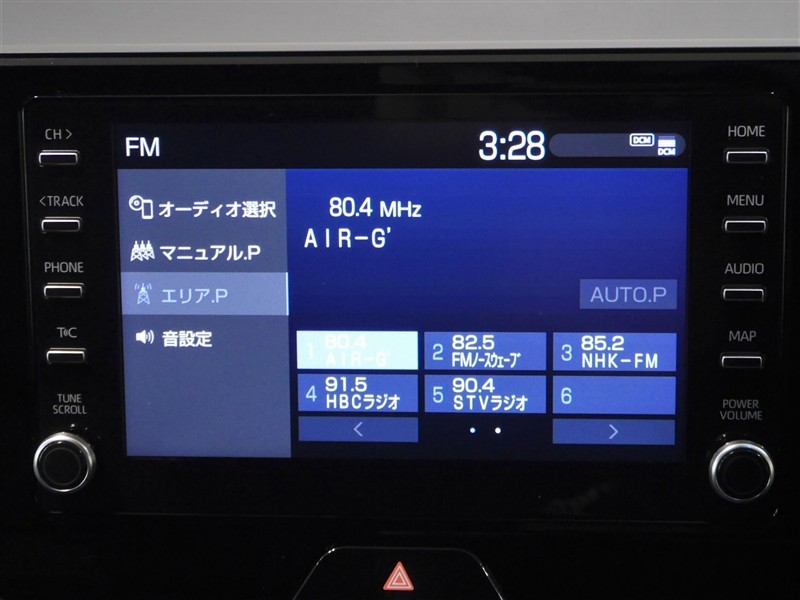 CH >
<TRACK
PHONE
T@C
TUNE
SCROLL
FM
3:28
DCM
DCM
オーディオ選択
マニュアル.P
エリア.P
音設定
80.4 MHz
AIR-G'
AUTO.P
1 80.4
AIR-G'
2 82.5
FMノースウェーブ
3 85.2
NHK-FM
4 91.5
HBCラジオ
5 90.4
STVラジオ
6
<
>
HOME
MENU
AUDIO
MAP
POWER
VOLUME